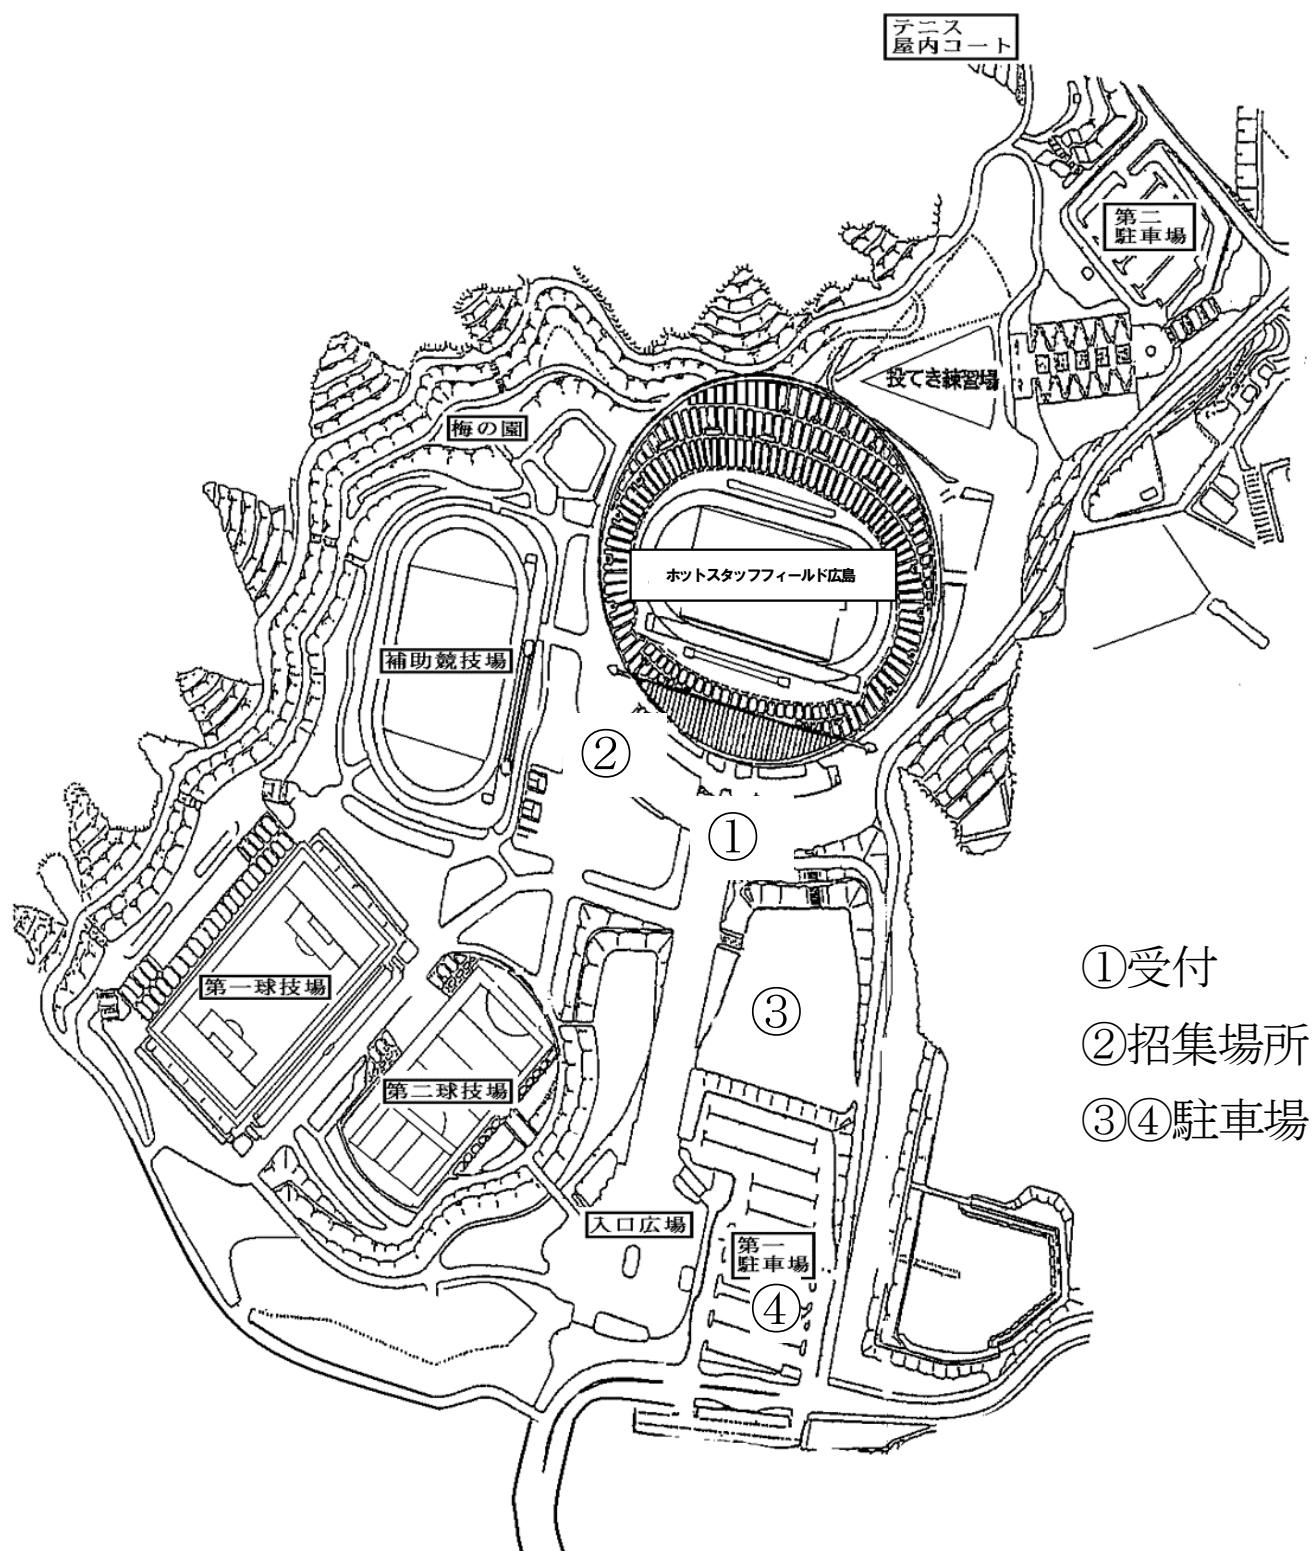 テニス
屋内コート
第二
駐車場
投てき練習場
梅の園
ホットスタッフフィールド広島
補助競技場
②
①
①受付
第一球技場
③
②招集場所
第二球技場
③④駐車場
入口広場
第一
駐車場
④